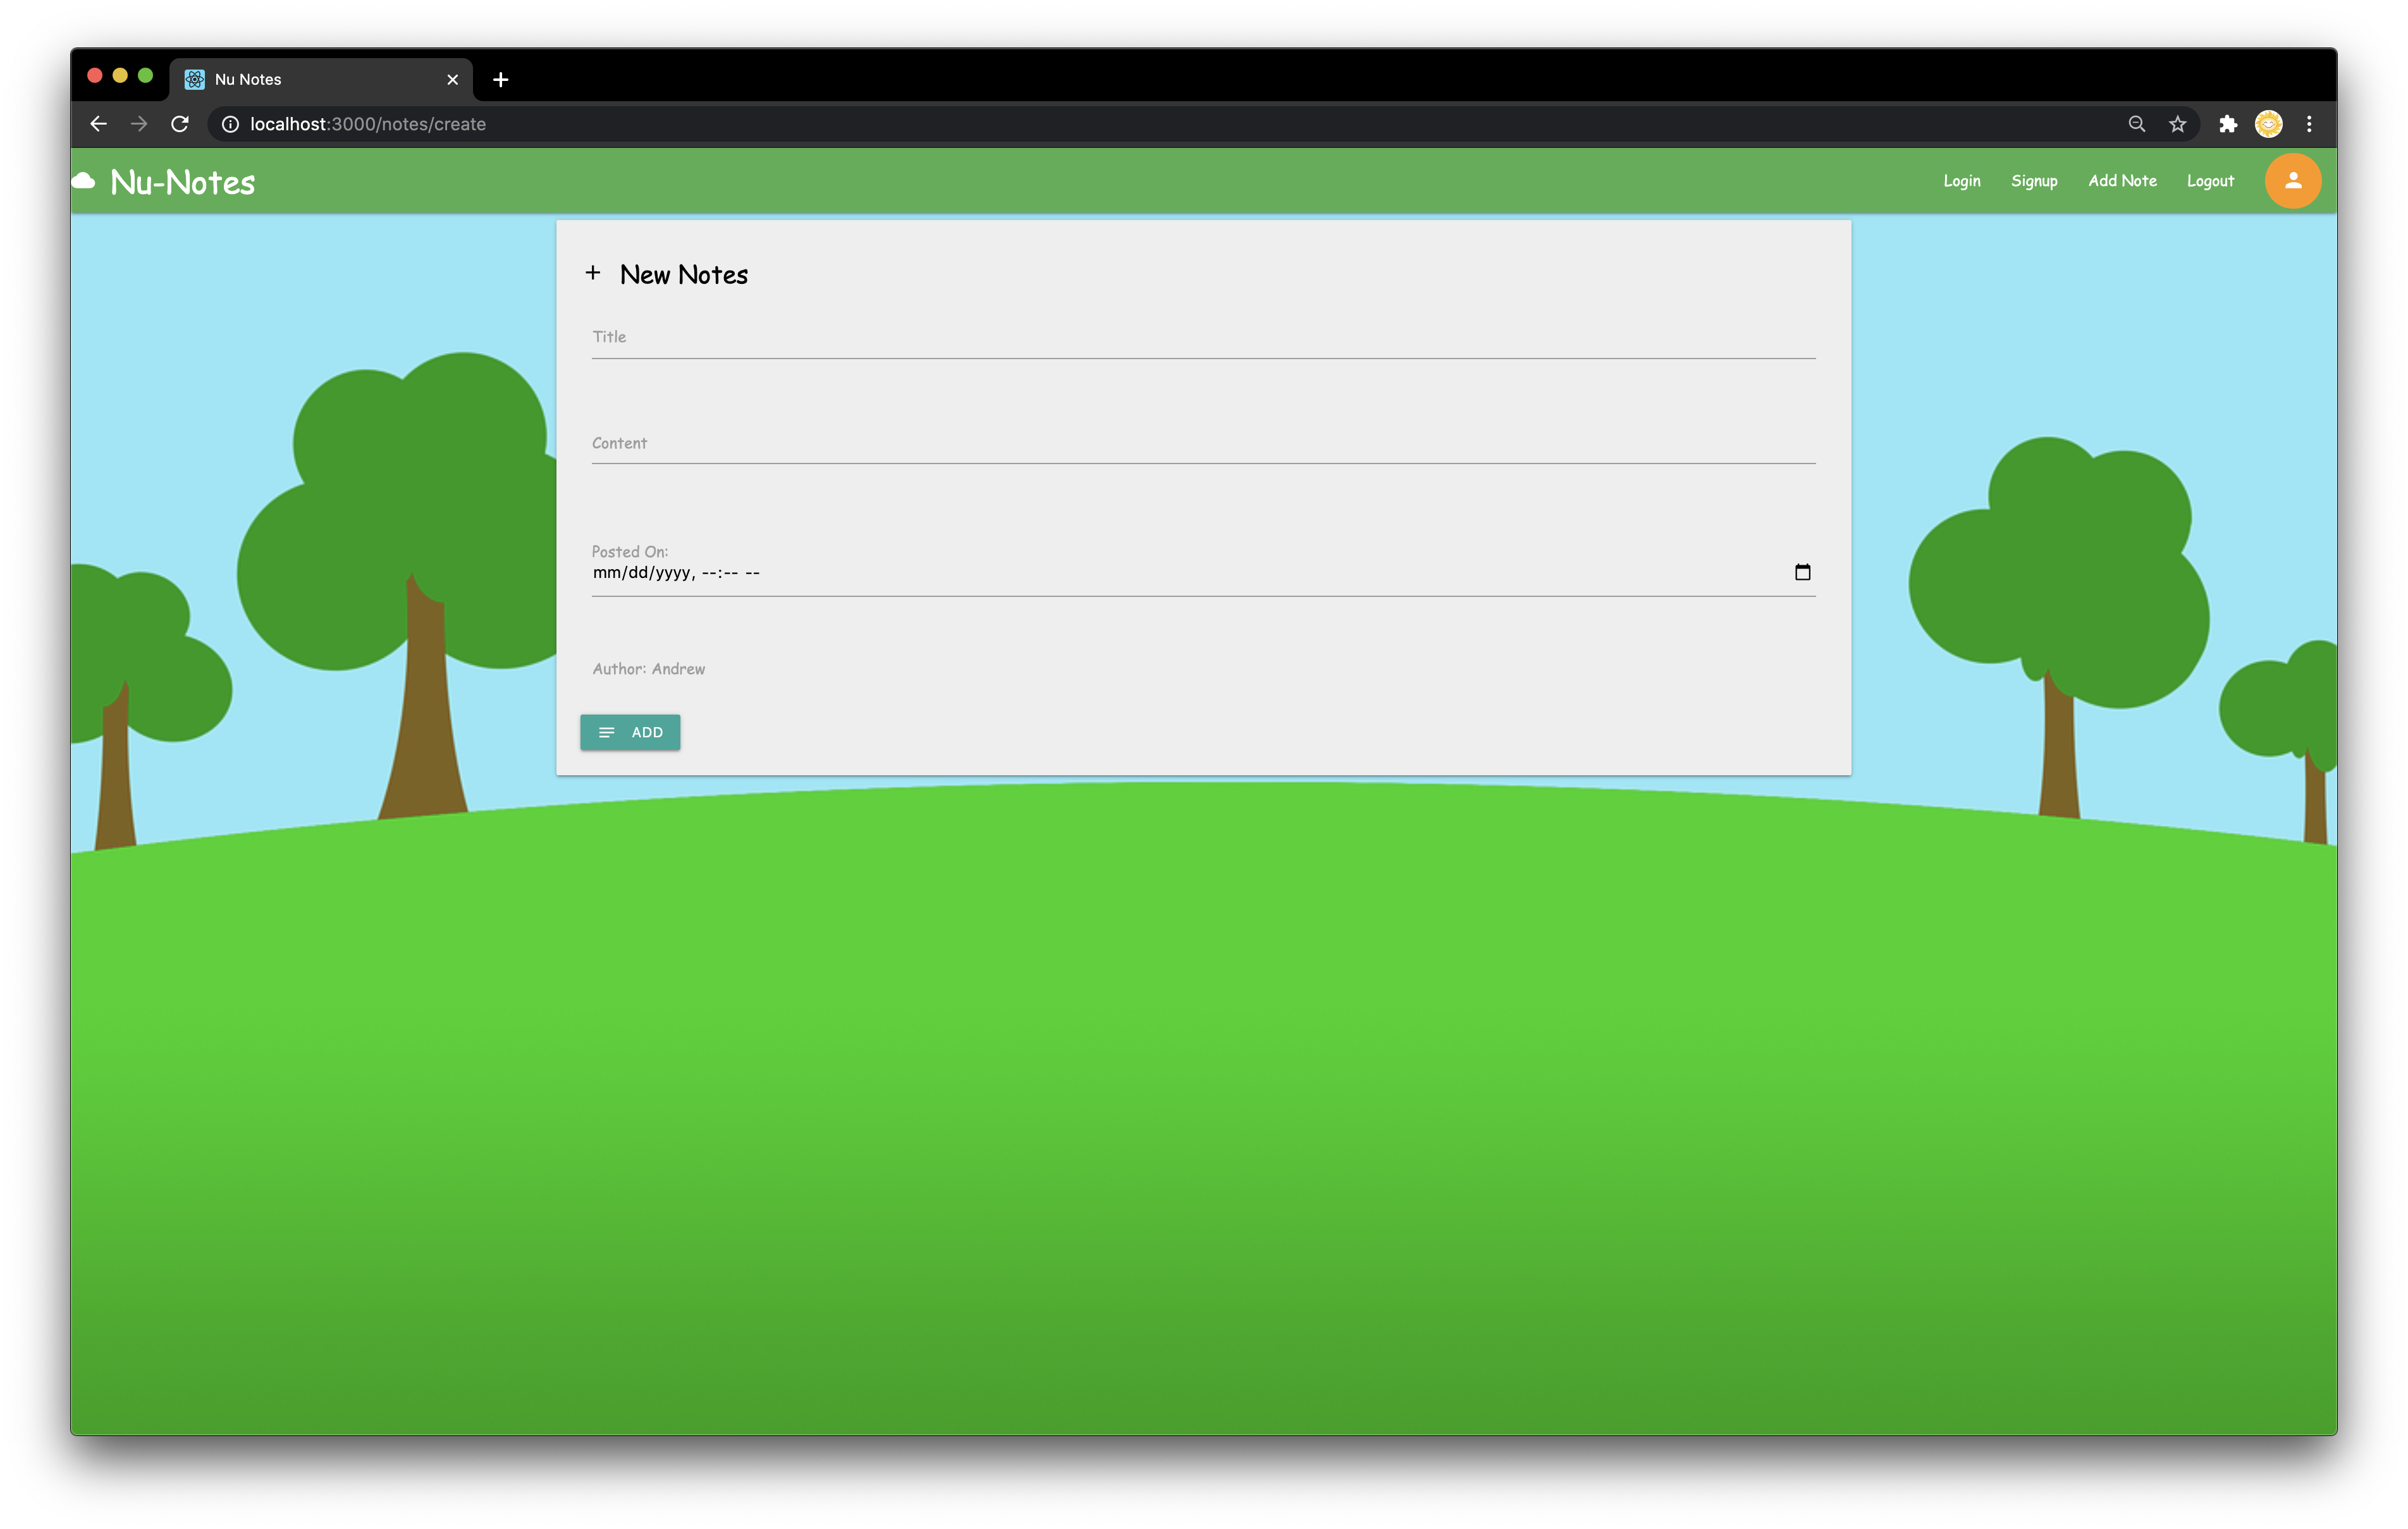 Nu Notes
localhost:3000/notes/create
Nu-Notes
Login Signup Add Note Logout
New Notes
Title
Content
Posted On:
mm/dd/yyyy, --:-- --
Author: Andrew
ADD